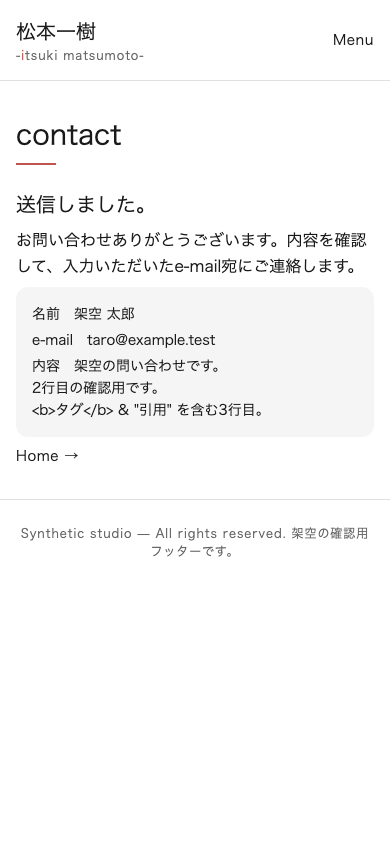 松本一樹
-itsuki matsumoto-
Menu
contact
送信しました。
お問い合わせありがとうございます。内容を確認
して、入力いただいたe-mail宛にご連絡します。
名前　架空 太郎
e-mail　taro@example.test
内容　架空の問い合わせです。
2行目の確認用です。
<b>タグ</b> & "引用" を含む3行目。
Home →
Synthetic studio — All rights reserved. 架空の確認用
フッターです。